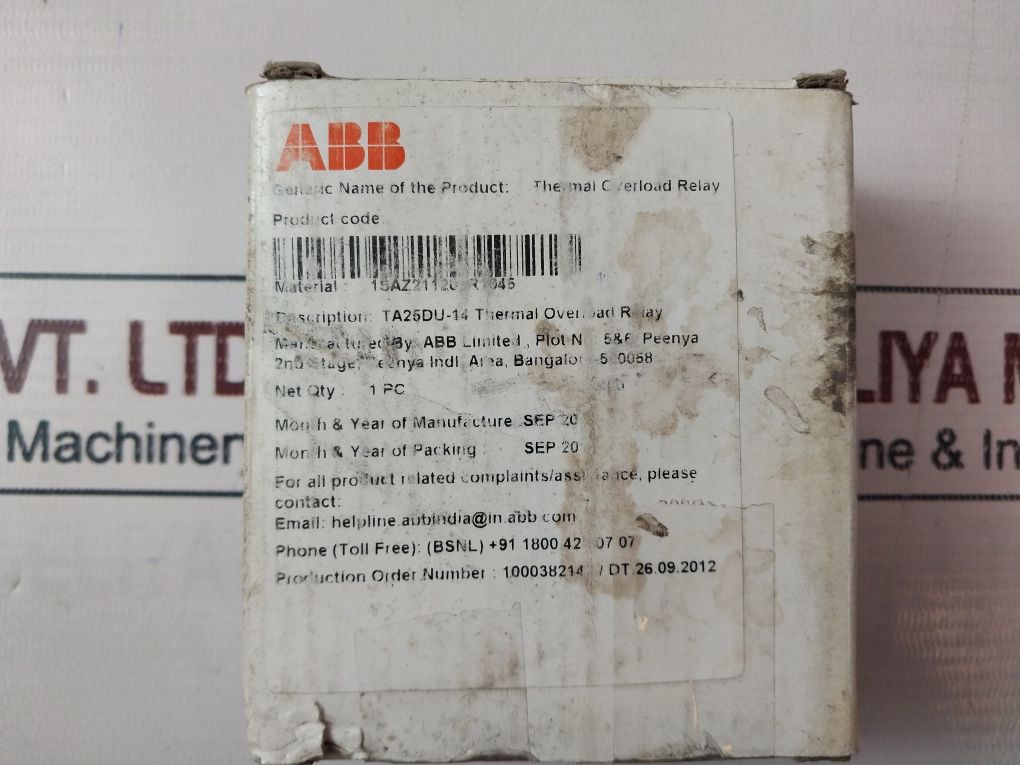 ABB
Generic Name of the Product: Thermal Overload Relay
Product code
Material :
Description: TA25DU-14 Thermal Overload Relay
Manufactured By: ABB Limited., Plot 5&6, Peenya
2nd Stage, Peenya Indl. Area, Bangalore
Net Qty : 1 PC
Month & Year of Manufacture SEP 20
Month & Year of Packing : SEP 20
For all product related complaints/assistance, please
contact:
Email: helpline.abbindia@in.abb.com
Phone (Toll Free): (BSNL) +91 1800 07 07
Production Order Number : / DT 26.09.2012
VT. LTD
LIYA M
Machiner
ne & In